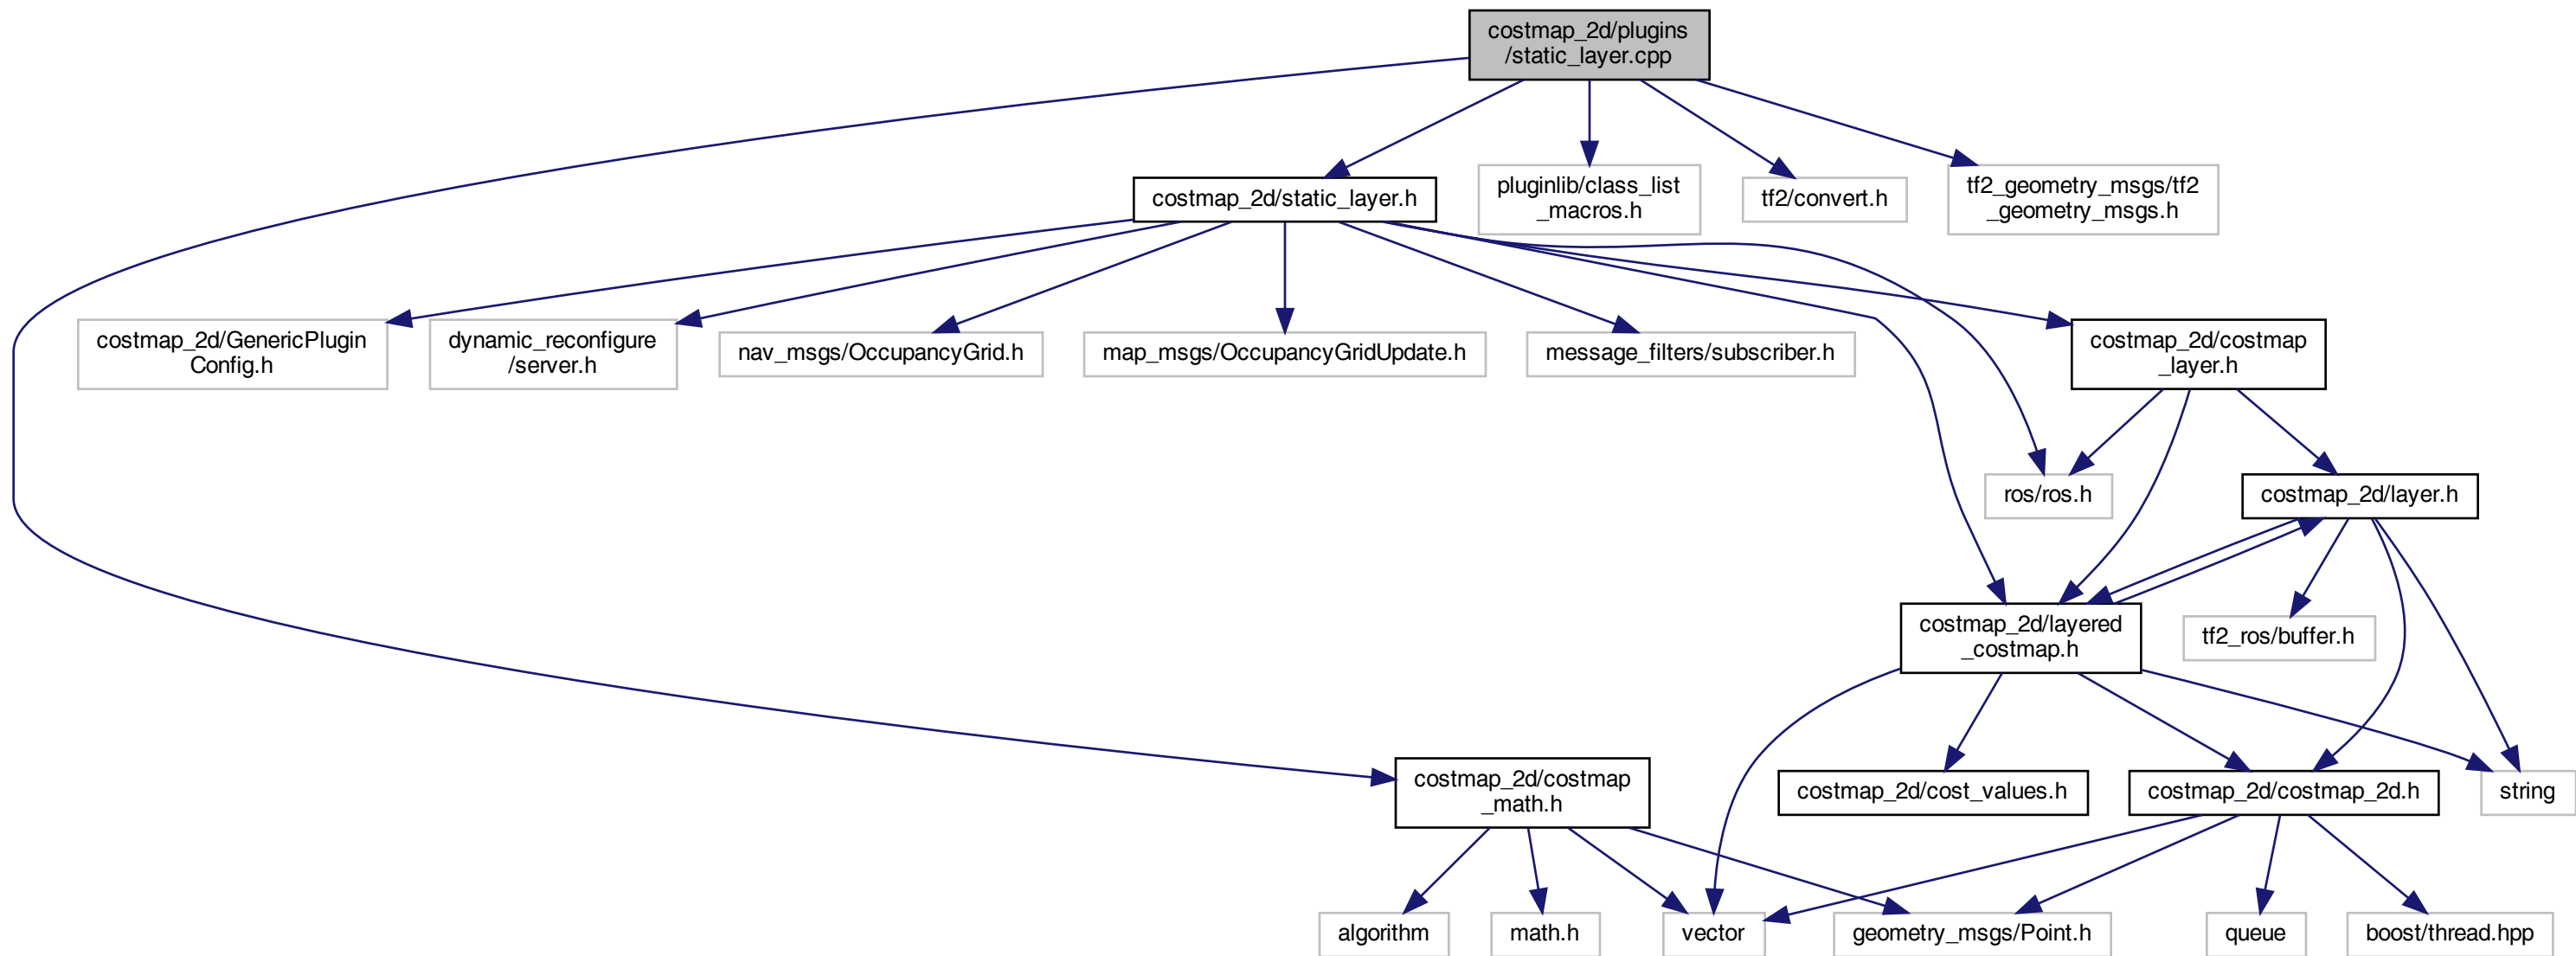 costmap_2d/plugins
/static_layer.cpp
costmap_2d/static_layer.h
pluginlib/class_list
_macros.h
tf2/convert.h
tf2_geometry_msgs/tf2
_geometry_msgs.h
costmap_2d/GenericPlugin
Config.h
dynamic_reconfigure
/server.h
nav_msgs/OccupancyGrid.h
map_msgs/OccupancyGridUpdate.h
message_filters/subscriber.h
costmap_2d/costmap
_layer.h
ros/ros.h
costmap_2d/layer.h
costmap_2d/layered
_costmap.h
tf2_ros/buffer.h
costmap_2d/costmap
_math.h
costmap_2d/cost_values.h
costmap_2d/costmap_2d.h
string
algorithm
math.h
vector
geometry_msgs/Point.h
queue
boost/thread.hpp